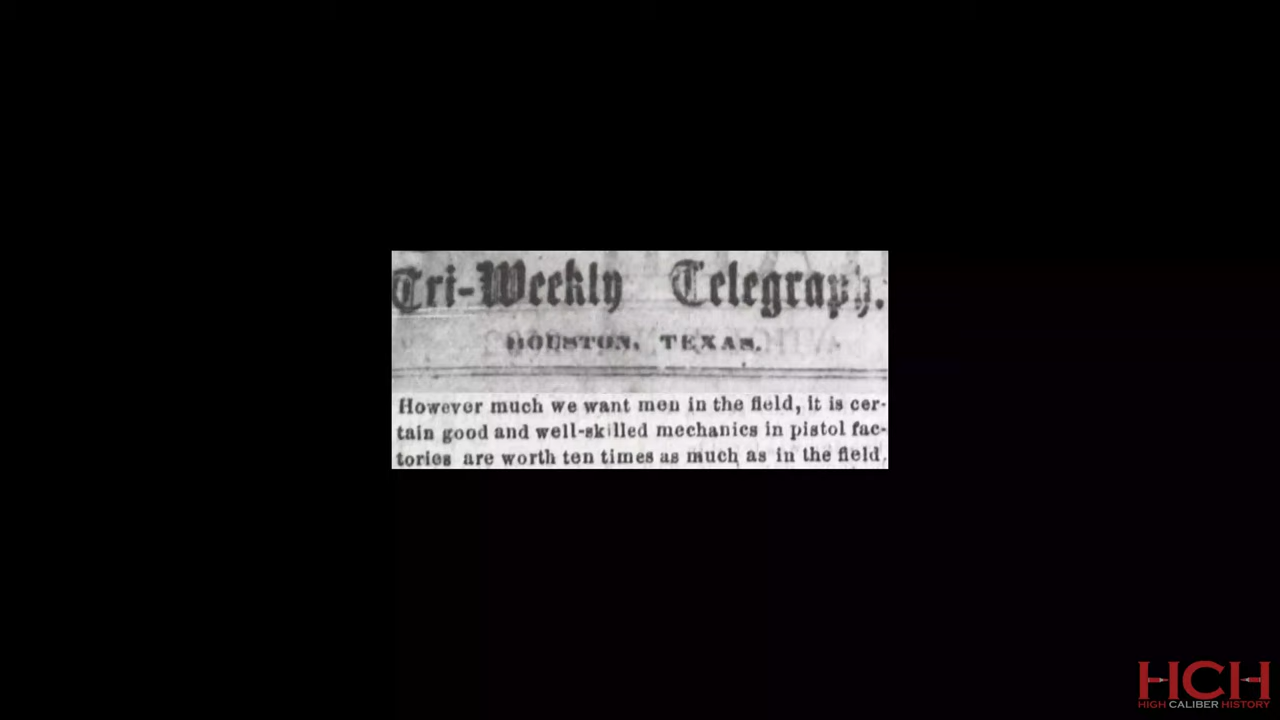 Tri-Weekly Telegraph.
HOUSTON, TEXAS.
However much we want men in the field, it is cer-
tain good and well-skilled mechanics in pistol fac-
tories are worth ten times as much as in the field.
HCH
HIGH CALIBER HISTORY